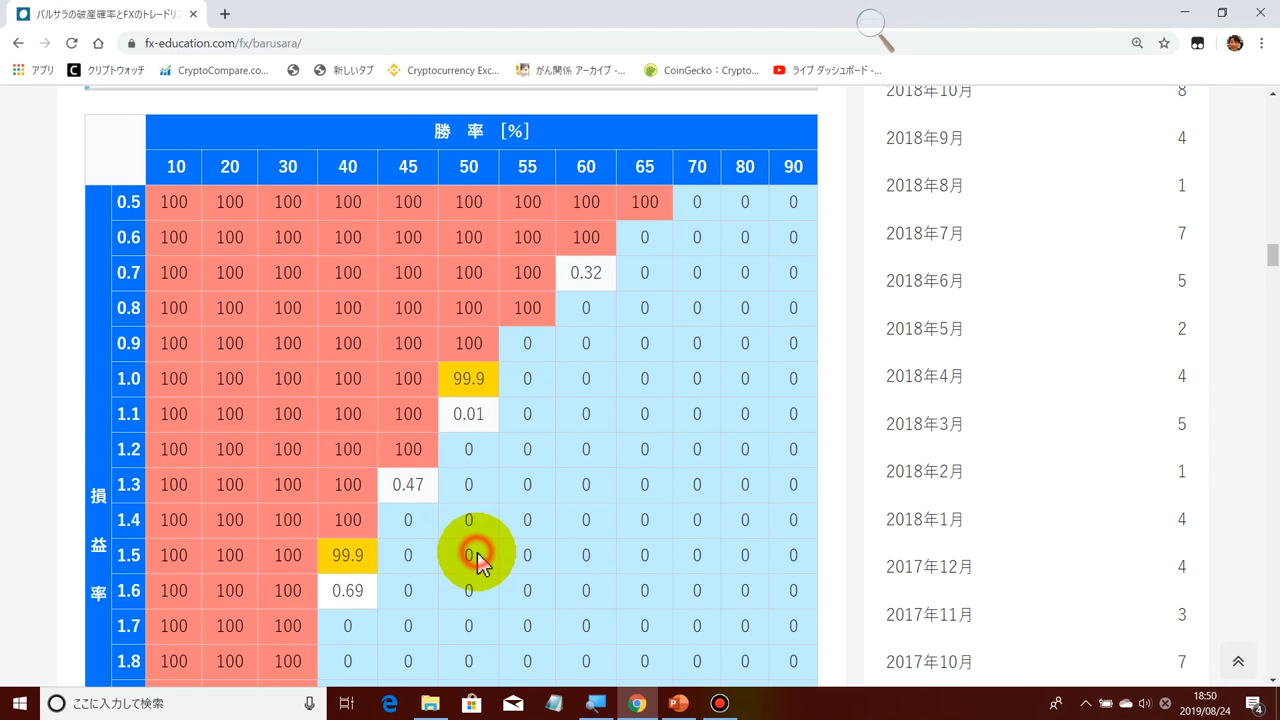 バルサラの破産確率とFXのトレードリス
fx-education.com/fx/barusara/
アプリ
クリプトウォッチ
CryptoCompare.co...
新しいタブ
Cryptocurrency Exc...
がん関係 アーカイブ -...
CoinGecko：Crypto...
ライブ ダッシュボード -...
勝 率 [%]
10 20 30 40 45 50 55 60 65 70 80 90
0.5 100 100 100 100 100 100 100 100 100 0 0 0
0.6 100 100 100 100 100 100 100 100 0 0 0 0
0.7 100 100 100 100 100 100 100 0.32 0 0 0 0
0.8 100 100 100 100 100 100 100 0 0 0 0 0
0.9 100 100 100 100 100 100 0 0 0 0 0 0
1.0 100 100 100 100 100 99.9 0 0 0 0 0 0
1.1 100 100 100 100 100 0.01 0 0 0 0 0 0
1.2 100 100 100 100 100 0 0 0 0 0 0 0
1.3 100 100 100 100 0.47 0 0 0 0 0 0 0
1.4 100 100 100 100 0 0 0 0 0 0 0 0
1.5 100 100 100 99.9 0 0 0 0 0 0 0 0
1.6 100 100 100 0.69 0 0 0 0 0 0 0 0
1.7 100 100 100 0 0 0 0 0 0 0 0 0
1.8 100 100 100 0 0 0 0 0 0 0 0 0
損益率
2018年10月 8
2018年9月 4
2018年8月 1
2018年7月 7
2018年6月 5
2018年5月 2
2018年4月 4
2018年3月 5
2018年2月 1
2018年1月 4
2017年12月 4
2017年11月 3
2017年10月 7
ここに入力して検索
18:50
2019/08/24
4